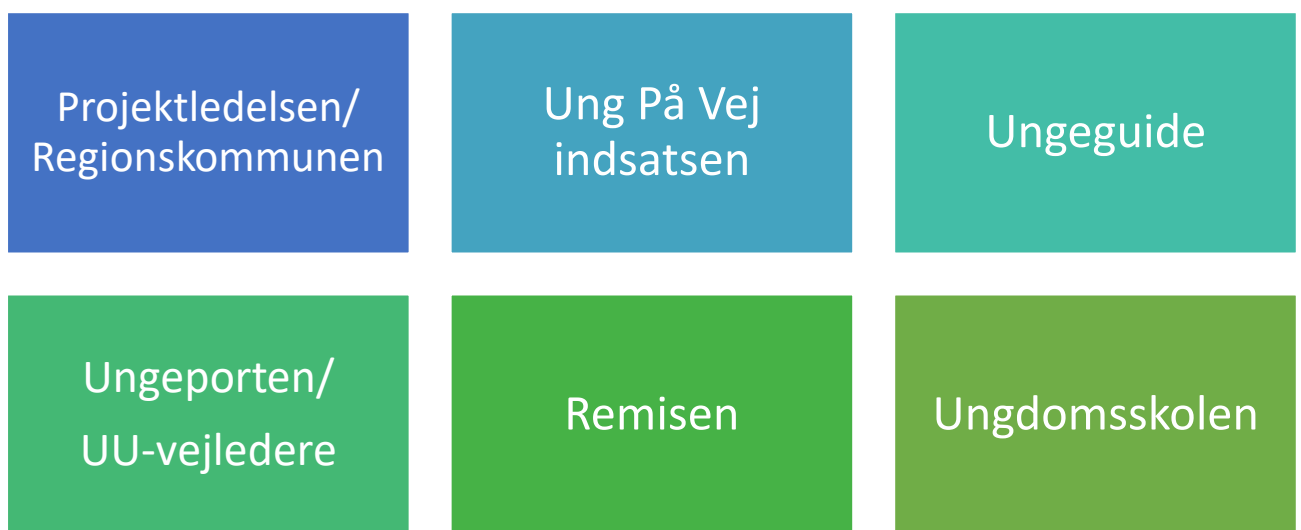 Projektledelsen/
Regionskommunen
Ung På Vej
indsatsen
Ungeguide
Ungeporten/
UU-vejledere
Remisen
Ungdomsskolen